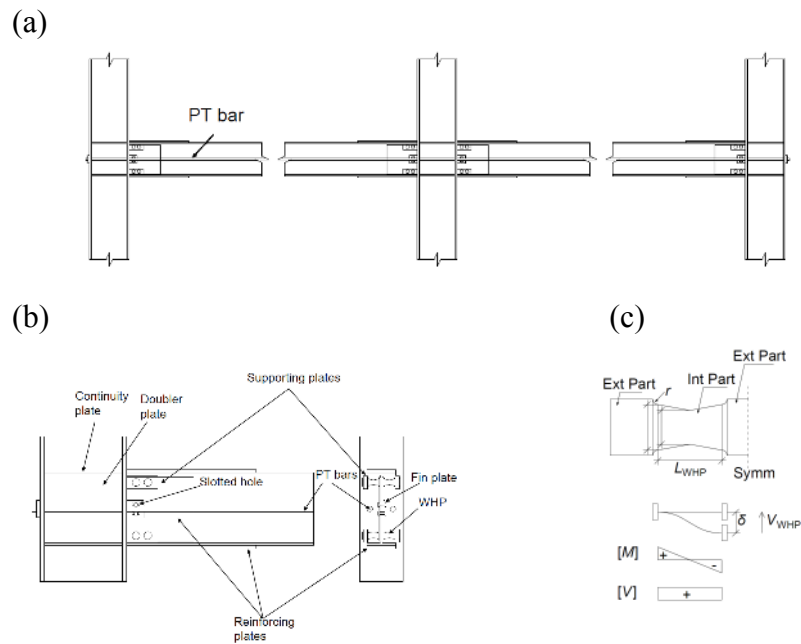 (a)
PT bar
(b)
(c)
Supporting plates
Continuity
plate
Doubler
plate
Slotted hole
PT bars
Fin plate
WHP
Reinforcing
plates
Ext Part
Ext Part
r
Int Part
LWHP
Symm
δ
VWHP
[M]
+
-
[V]
+